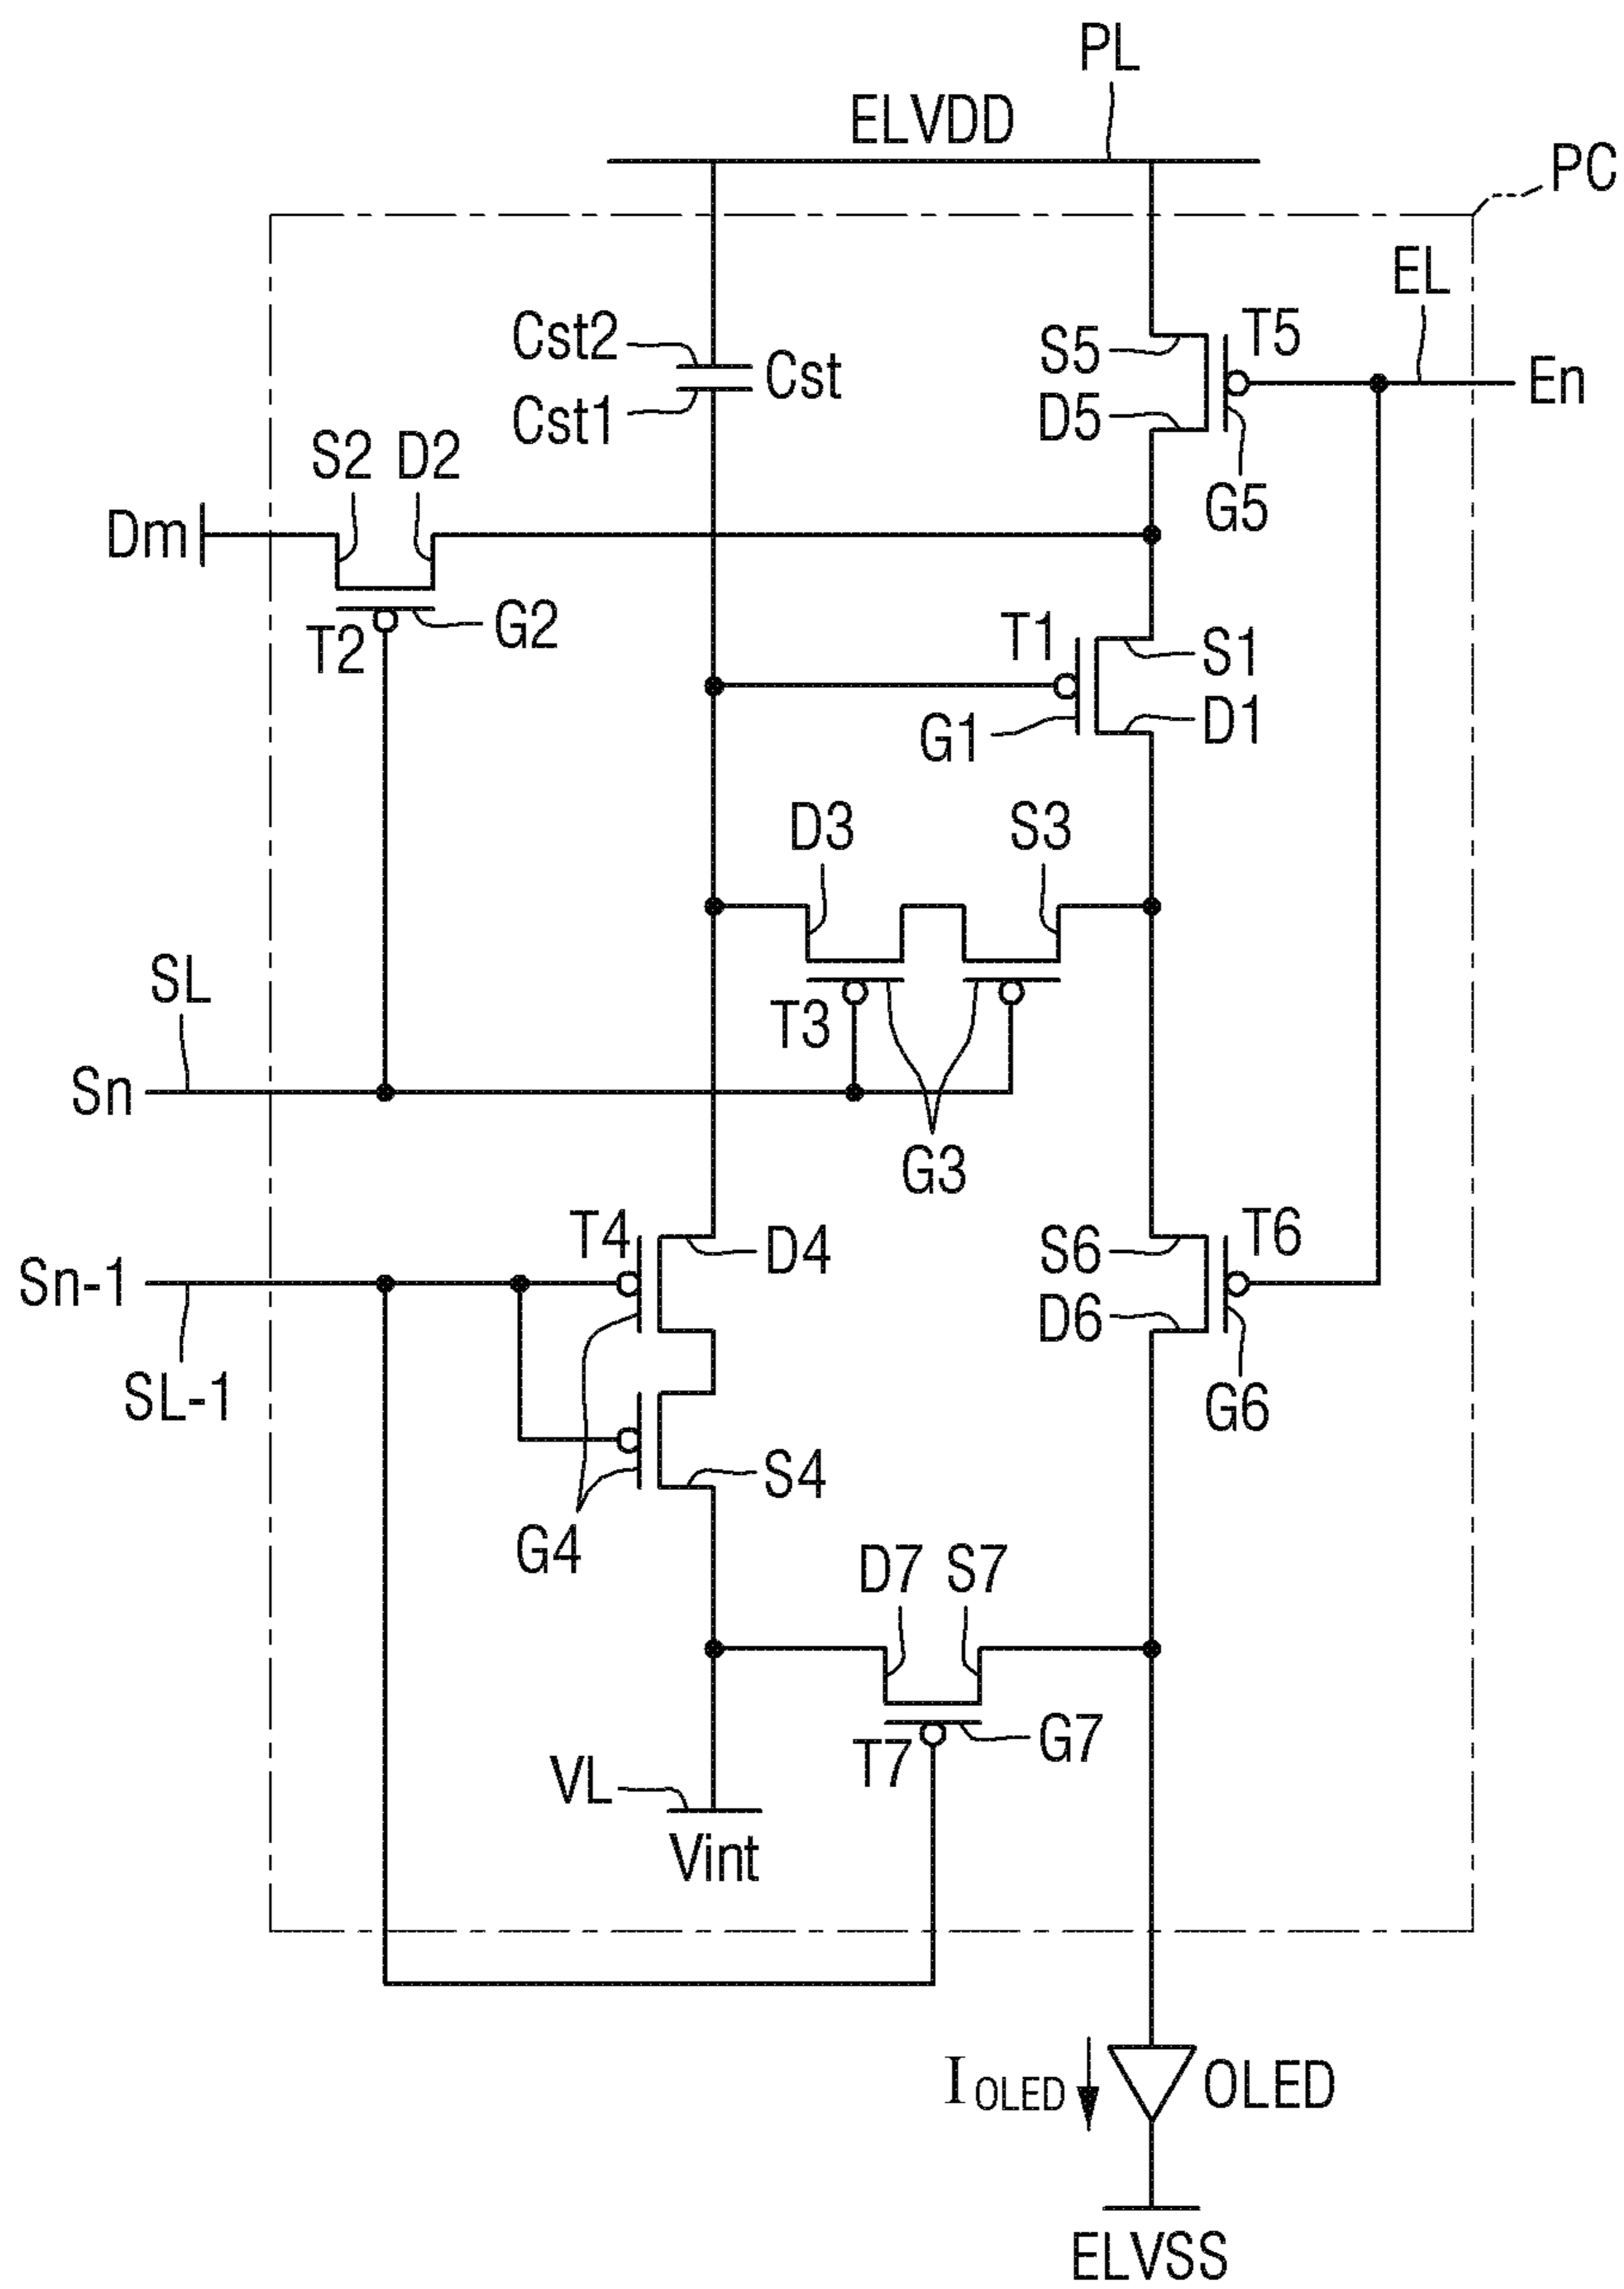 PL
ELVDD
PC
EL
Cst2
Cst
Cst1
S5
T5
D5
En
S2
D2
G5
Dm
T2
G2
T1
S1
G1
D1
D3
S3
SL
T3
Sn
G3
T4
D4
S6
T6
Sn-1
D6
SL-1
G6
S4
G4
D7
S7
T7
G7
VL
Vint
IOLED
OLED
ELVSS